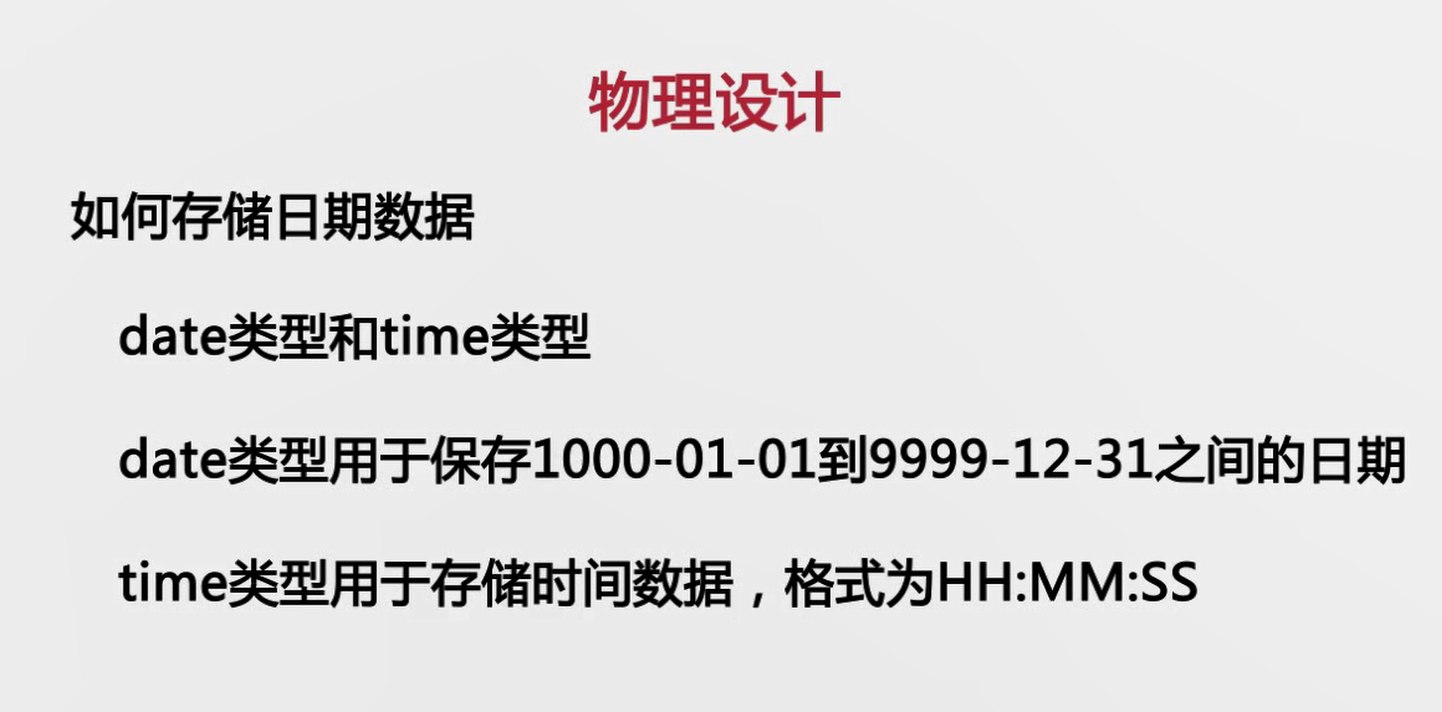 物理设计
如何存储日期数据
date类型和time类型
date类型用于保存1000-01-01到9999-12-31之间的日期
time类型用于存储时间数据，格式为HH:MM:SS